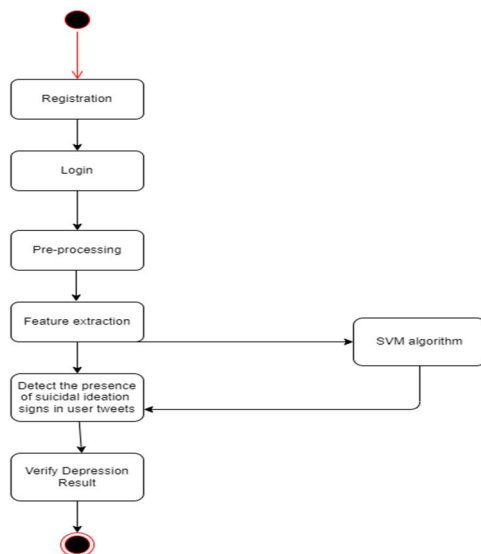 Registration
Login
Pre-processing
Feature extraction
SVM algorithm
Detect the presence
of suicidal ideation
signs in user tweets
Verify Depression
Result